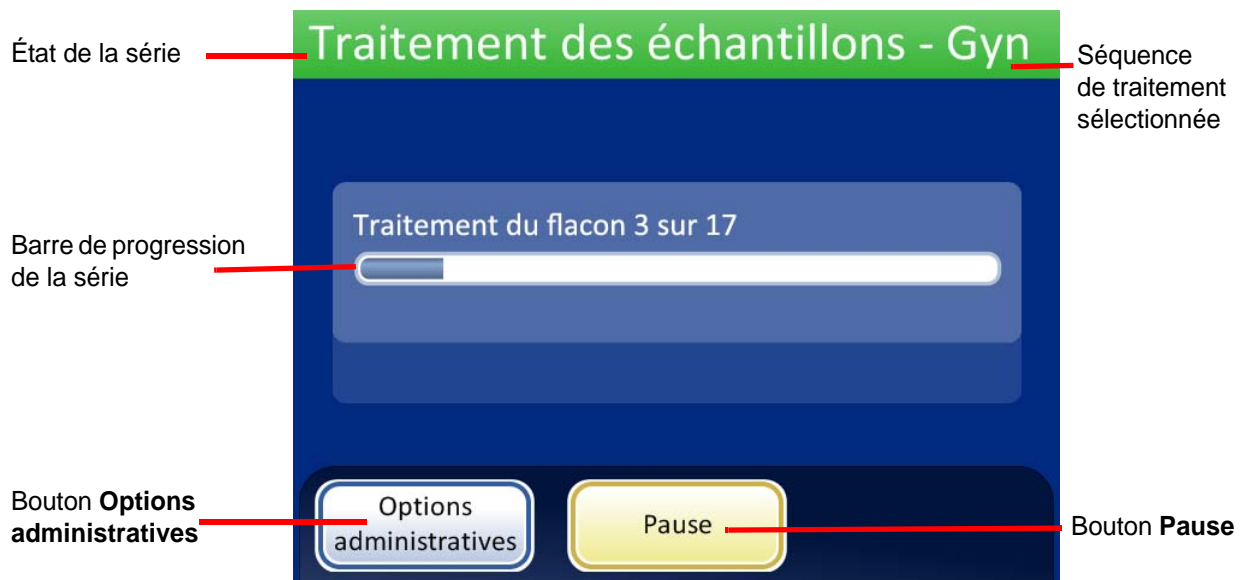 Traitement des échantillons - Gyn
État de la série
Séquence
de traitement
sélectionnée
Traitement du flacon 3 sur 17
Barre de progression
de la série
Bouton Options
administratives
Options
administratives
Pause
Bouton Pause